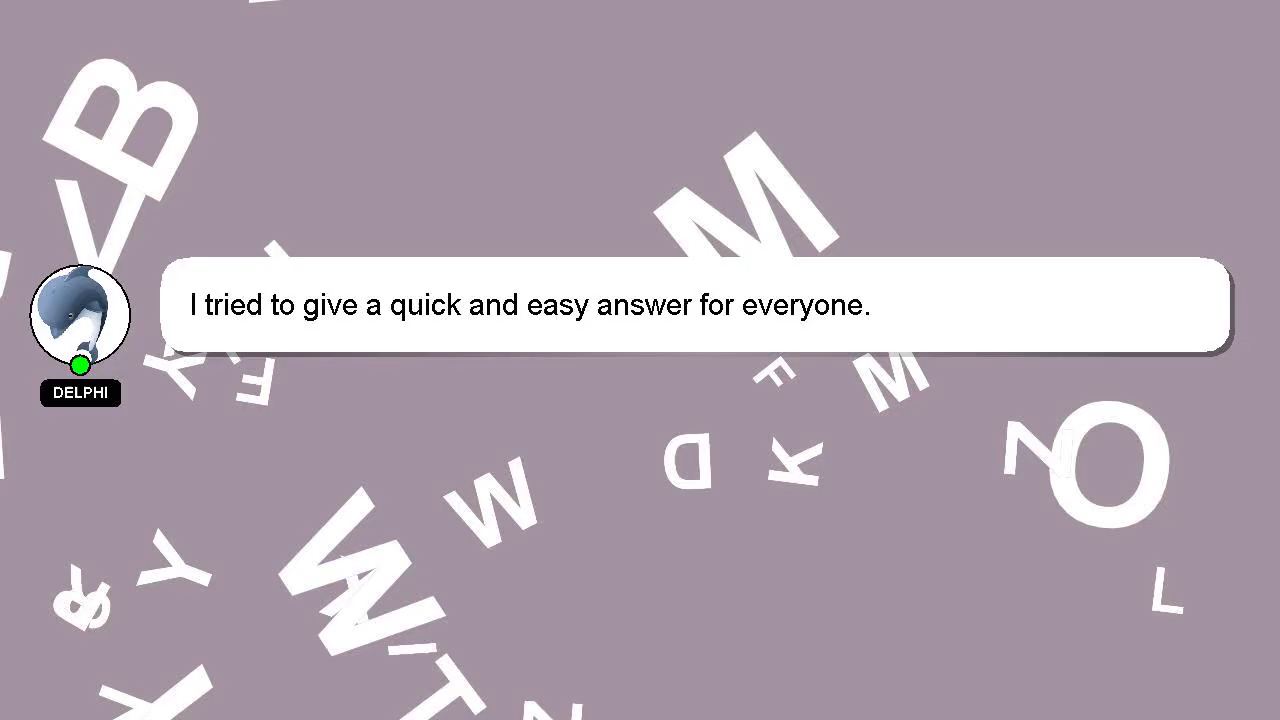 I tried to give a quick and easy answer for everyone.
DELPHI
B
M
Y
F
M
D
K
Z
O
W
W
Y
R
L
T